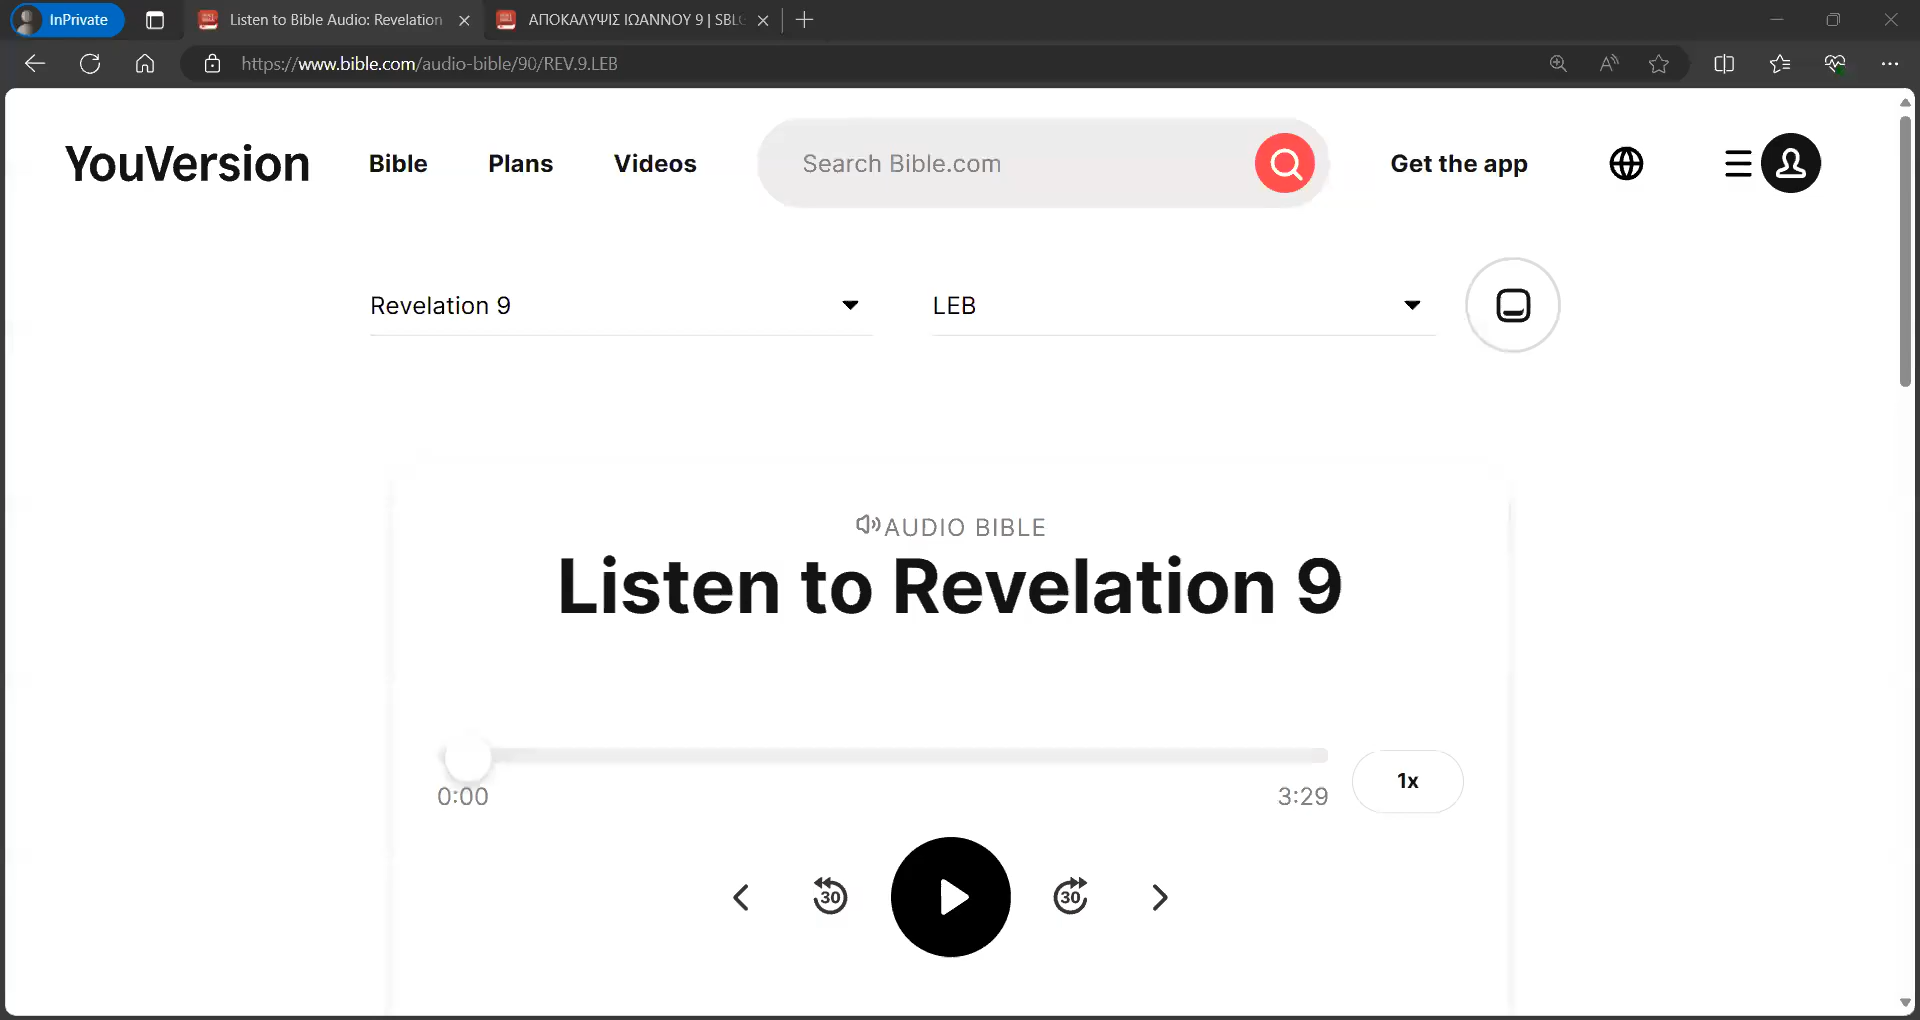 InPrivate
Listen to Bible Audio: Revelation
ΑΠΟΚΑΛΥΨΙΣ ΙΩΑΝΝΟΥ 9 | SBLG
https://www.bible.com/audio-bible/90/REV.9.LEB
YouVersion
Bible
Plans
Videos
Search Bible.com
Get the app
Revelation 9
LEB
AUDIO BIBLE
Listen to Revelation 9
0:00
3:29
1x
30
30